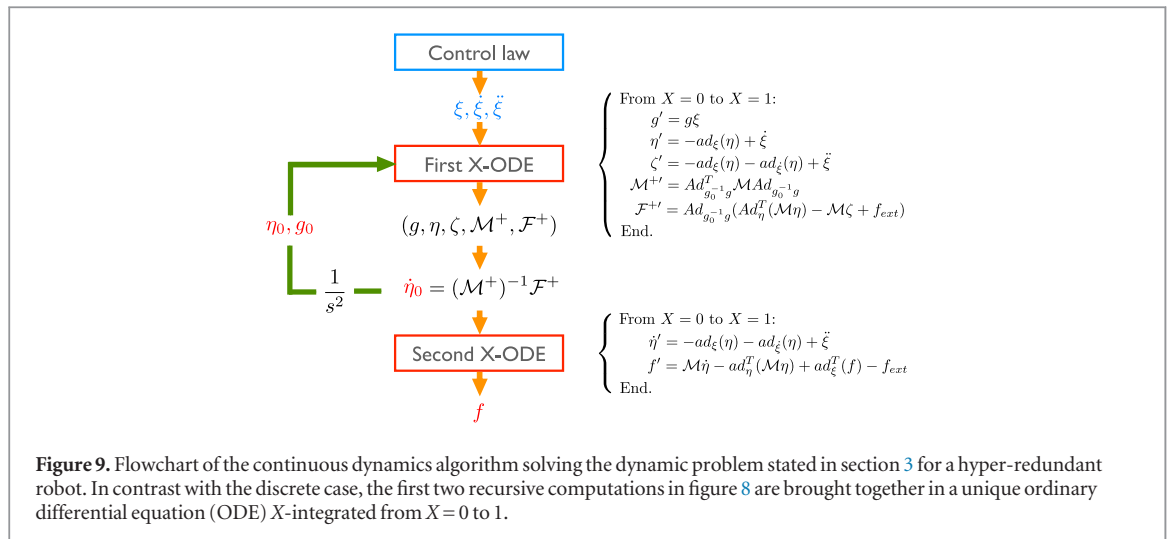 Control law
ξ, ξ̇, ξ̈
First X-ODE
(g, η, ζ, ℳ⁺, ℱ⁺)
η₀, g₀
1/s²
η̇₀ = (ℳ⁺)⁻¹ℱ⁺
Second X-ODE
f
From X = 0 to X = 1:
g′ = gξ
η′ = −ad_ξ(η) + ξ̇
ζ′ = −ad_ξ(η) − ad_ξ̇(η) + ξ̈
ℳ⁺′ = Ad^T_{g₀⁻¹g} ℳAd_{g₀⁻¹g}
ℱ⁺′ = Ad_{g₀⁻¹g}(Ad^T_η(ℳη) − ℳζ + f_ext)
End.
From X = 0 to X = 1:
η̇′ = −ad_ξ(η) − ad_ξ̇(η) + ξ̈
f′ = ℳη̇ − ad^T_η(ℳη) + ad^T_ξ(f) − f_ext
End.
Figure 9. Flowchart of the continuous dynamics algorithm solving the dynamic problem stated in section 3 for a hyper-redundant
robot. In contrast with the discrete case, the first two recursive computations in figure 8 are brought together in a unique ordinary
differential equation (ODE) X-integrated from X = 0 to 1.